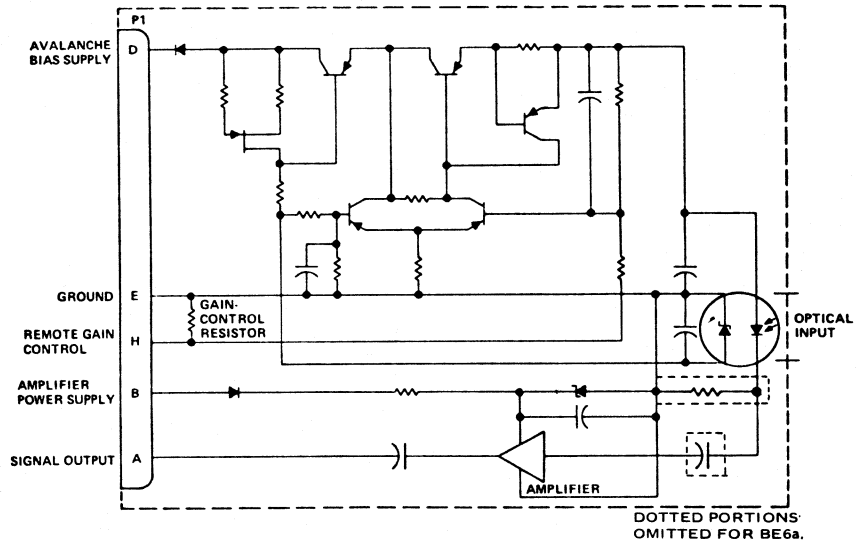 P1
AVALANCHE
BIAS SUPPLY
D
GROUND
E
GAIN-
CONTROL
RESISTOR
REMOTE GAIN
CONTROL
H
OPTICAL
INPUT
AMPLIFIER
POWER SUPPLY
B
SIGNAL OUTPUT
A
AMPLIFIER
DOTTED PORTIONS
OMITTED FOR BE6a.